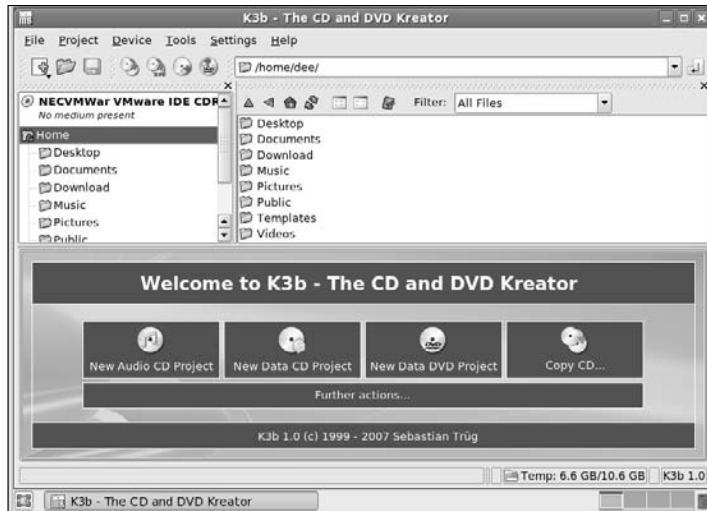 K3b - The CD and DVD Kreator
File Project Device Tools Settings Help
/home/dee/
NECVMWar VMware IDE CDR
No medium present
Home
Desktop
Documents
Download
Music
Pictures
Public
Filter: All Files
Desktop
Documents
Download
Music
Pictures
Public
Templates
Videos
Welcome to K3b - The CD and DVD Kreator
New Audio CD Project
New Data CD Project
New Data DVD Project
Copy CD...
Further actions...
K3b 1.0 (c) 1999 - 2007 Sebastian Trüg
Temp: 6.6 GB/10.6 GB K3b 1.0
K3b - The CD and DVD Kreator